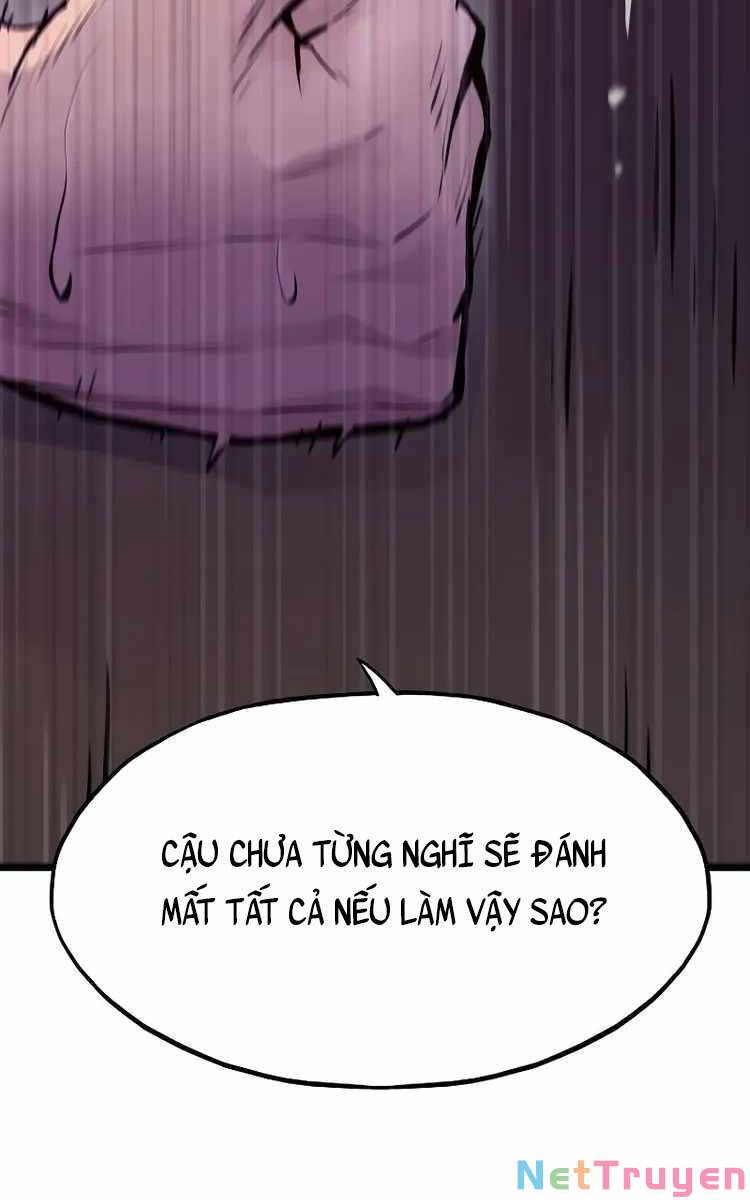 CẬU CHƯA TỪNG NGHĨ SẼ ĐÁNH
MẤT TẤT CẢ NẾU LÀM VẬY SAO?
NetTruyen